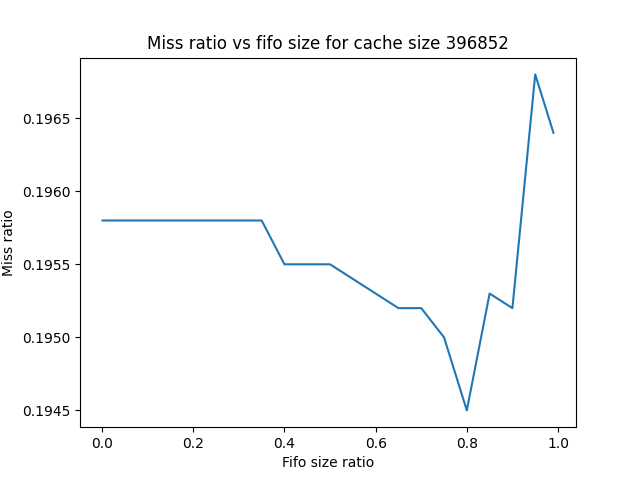 Miss ratio vs fifo size for cache size 396852
0.1965
0.1960
0.1955
0.1950
0.1945
Miss ratio
0.0 0.2 0.4 0.6 0.8 1.0
Fifo size ratio